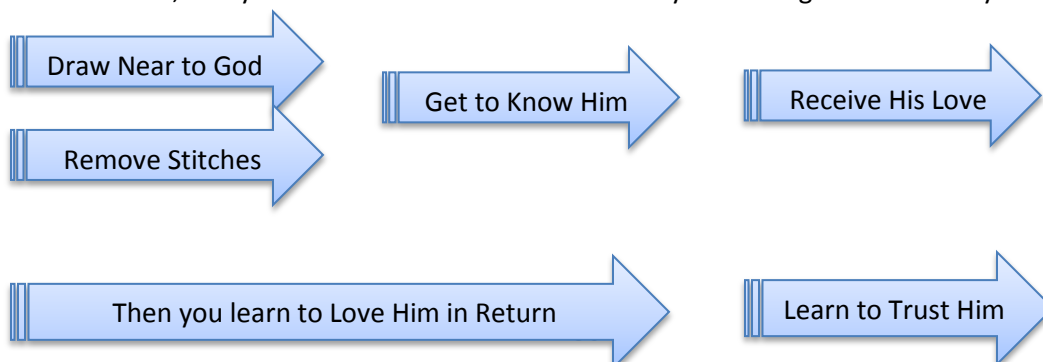 Draw Near to God
Get to Know Him
Receive His Love
Remove Stitches
Then you learn to Love Him in Return
Learn to Trust Him